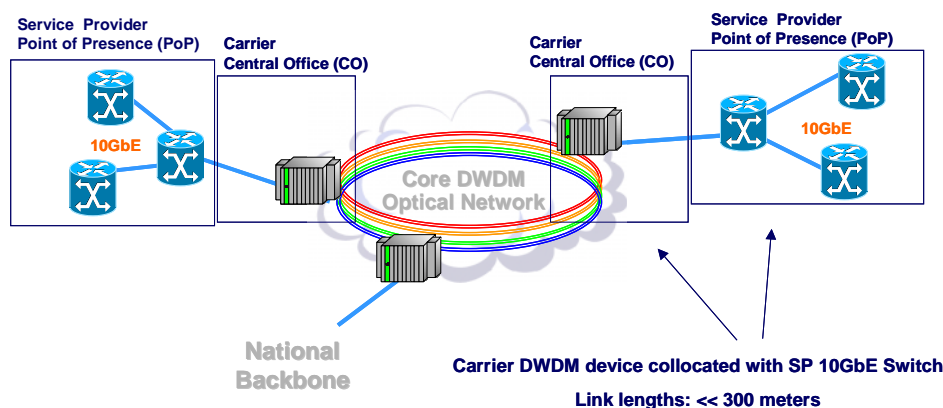 Service Provider
Point of Presence (PoP)
Carrier
Central Office (CO)
10GbE
Core DWDM
Optical Network
National
Backbone
Carrier
Central Office (CO)
Service Provider
Point of Presence (PoP)
10GbE
Carrier DWDM device collocated with SP 10GbE Switch
Link lengths: << 300 meters